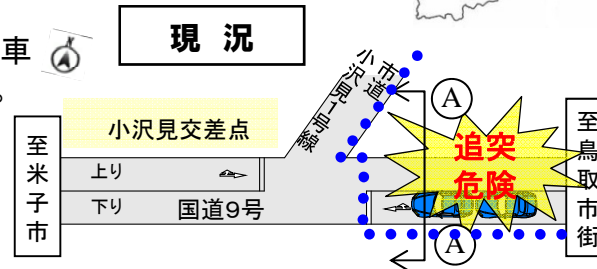 現況
車
。
市道
小沢見1号線
A
小沢見交差点
追突
危険
至米子市
至鳥取市街
上り
下り
国道9号
A